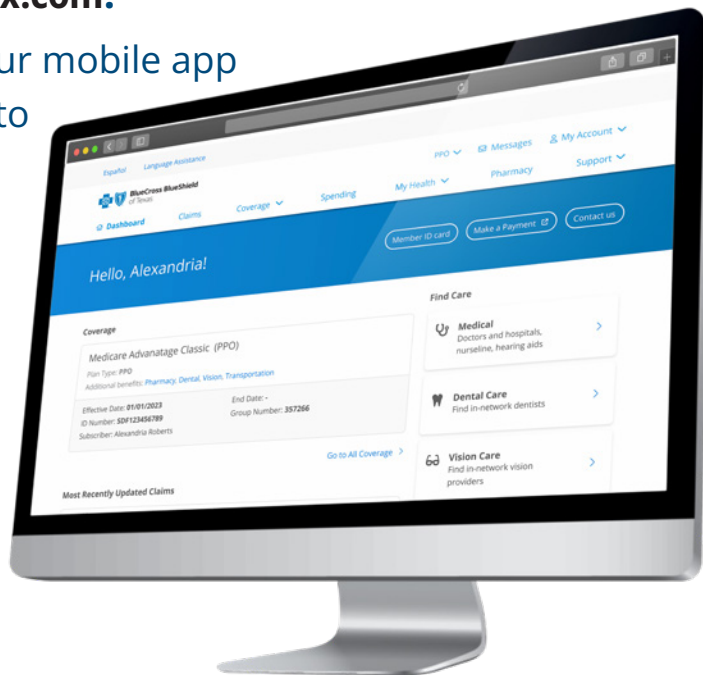 x.com.
ur mobile app
to
Español Language Assistance
PPO Messages My Account
BlueCross BlueShield
of Texas
Dashboard Claims Coverage Spending My Health Pharmacy Support
Hello, Alexandria!
Member ID card Make a Payment Contact us
Coverage
Medicare Advanatage Classic (PPO)
Plan Type: PPO
Additional benefits: Pharmacy, Dental, Vision, Transportation
Effective Date: 01/01/2023 End Date: -
ID Number: SDF123456789 Group Number: 357266
Subscriber: Alexandria Roberts
Go to All Coverage
Most Recently Updated Claims
Find Care
Medical
Doctors and hospitals,
nurseline, hearing aids
Dental Care
Find in-network dentists
Vision Care
Find in-network vision
providers